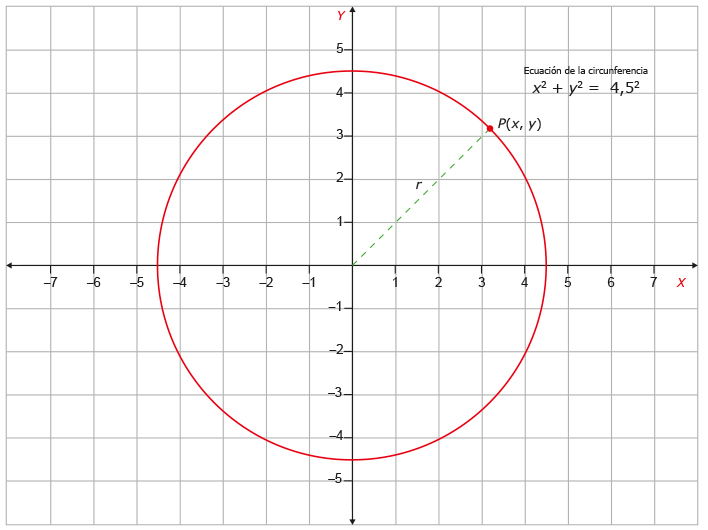 Y
5
Ecuación de la circunferencia
4
x² + y² = 4,5²
3
P(x, y)
2
r
1
–7 –6 –5 –4 –3 –2 –1 1 2 3 4 5 6 7 X
–1
–2
–3
–4
–5